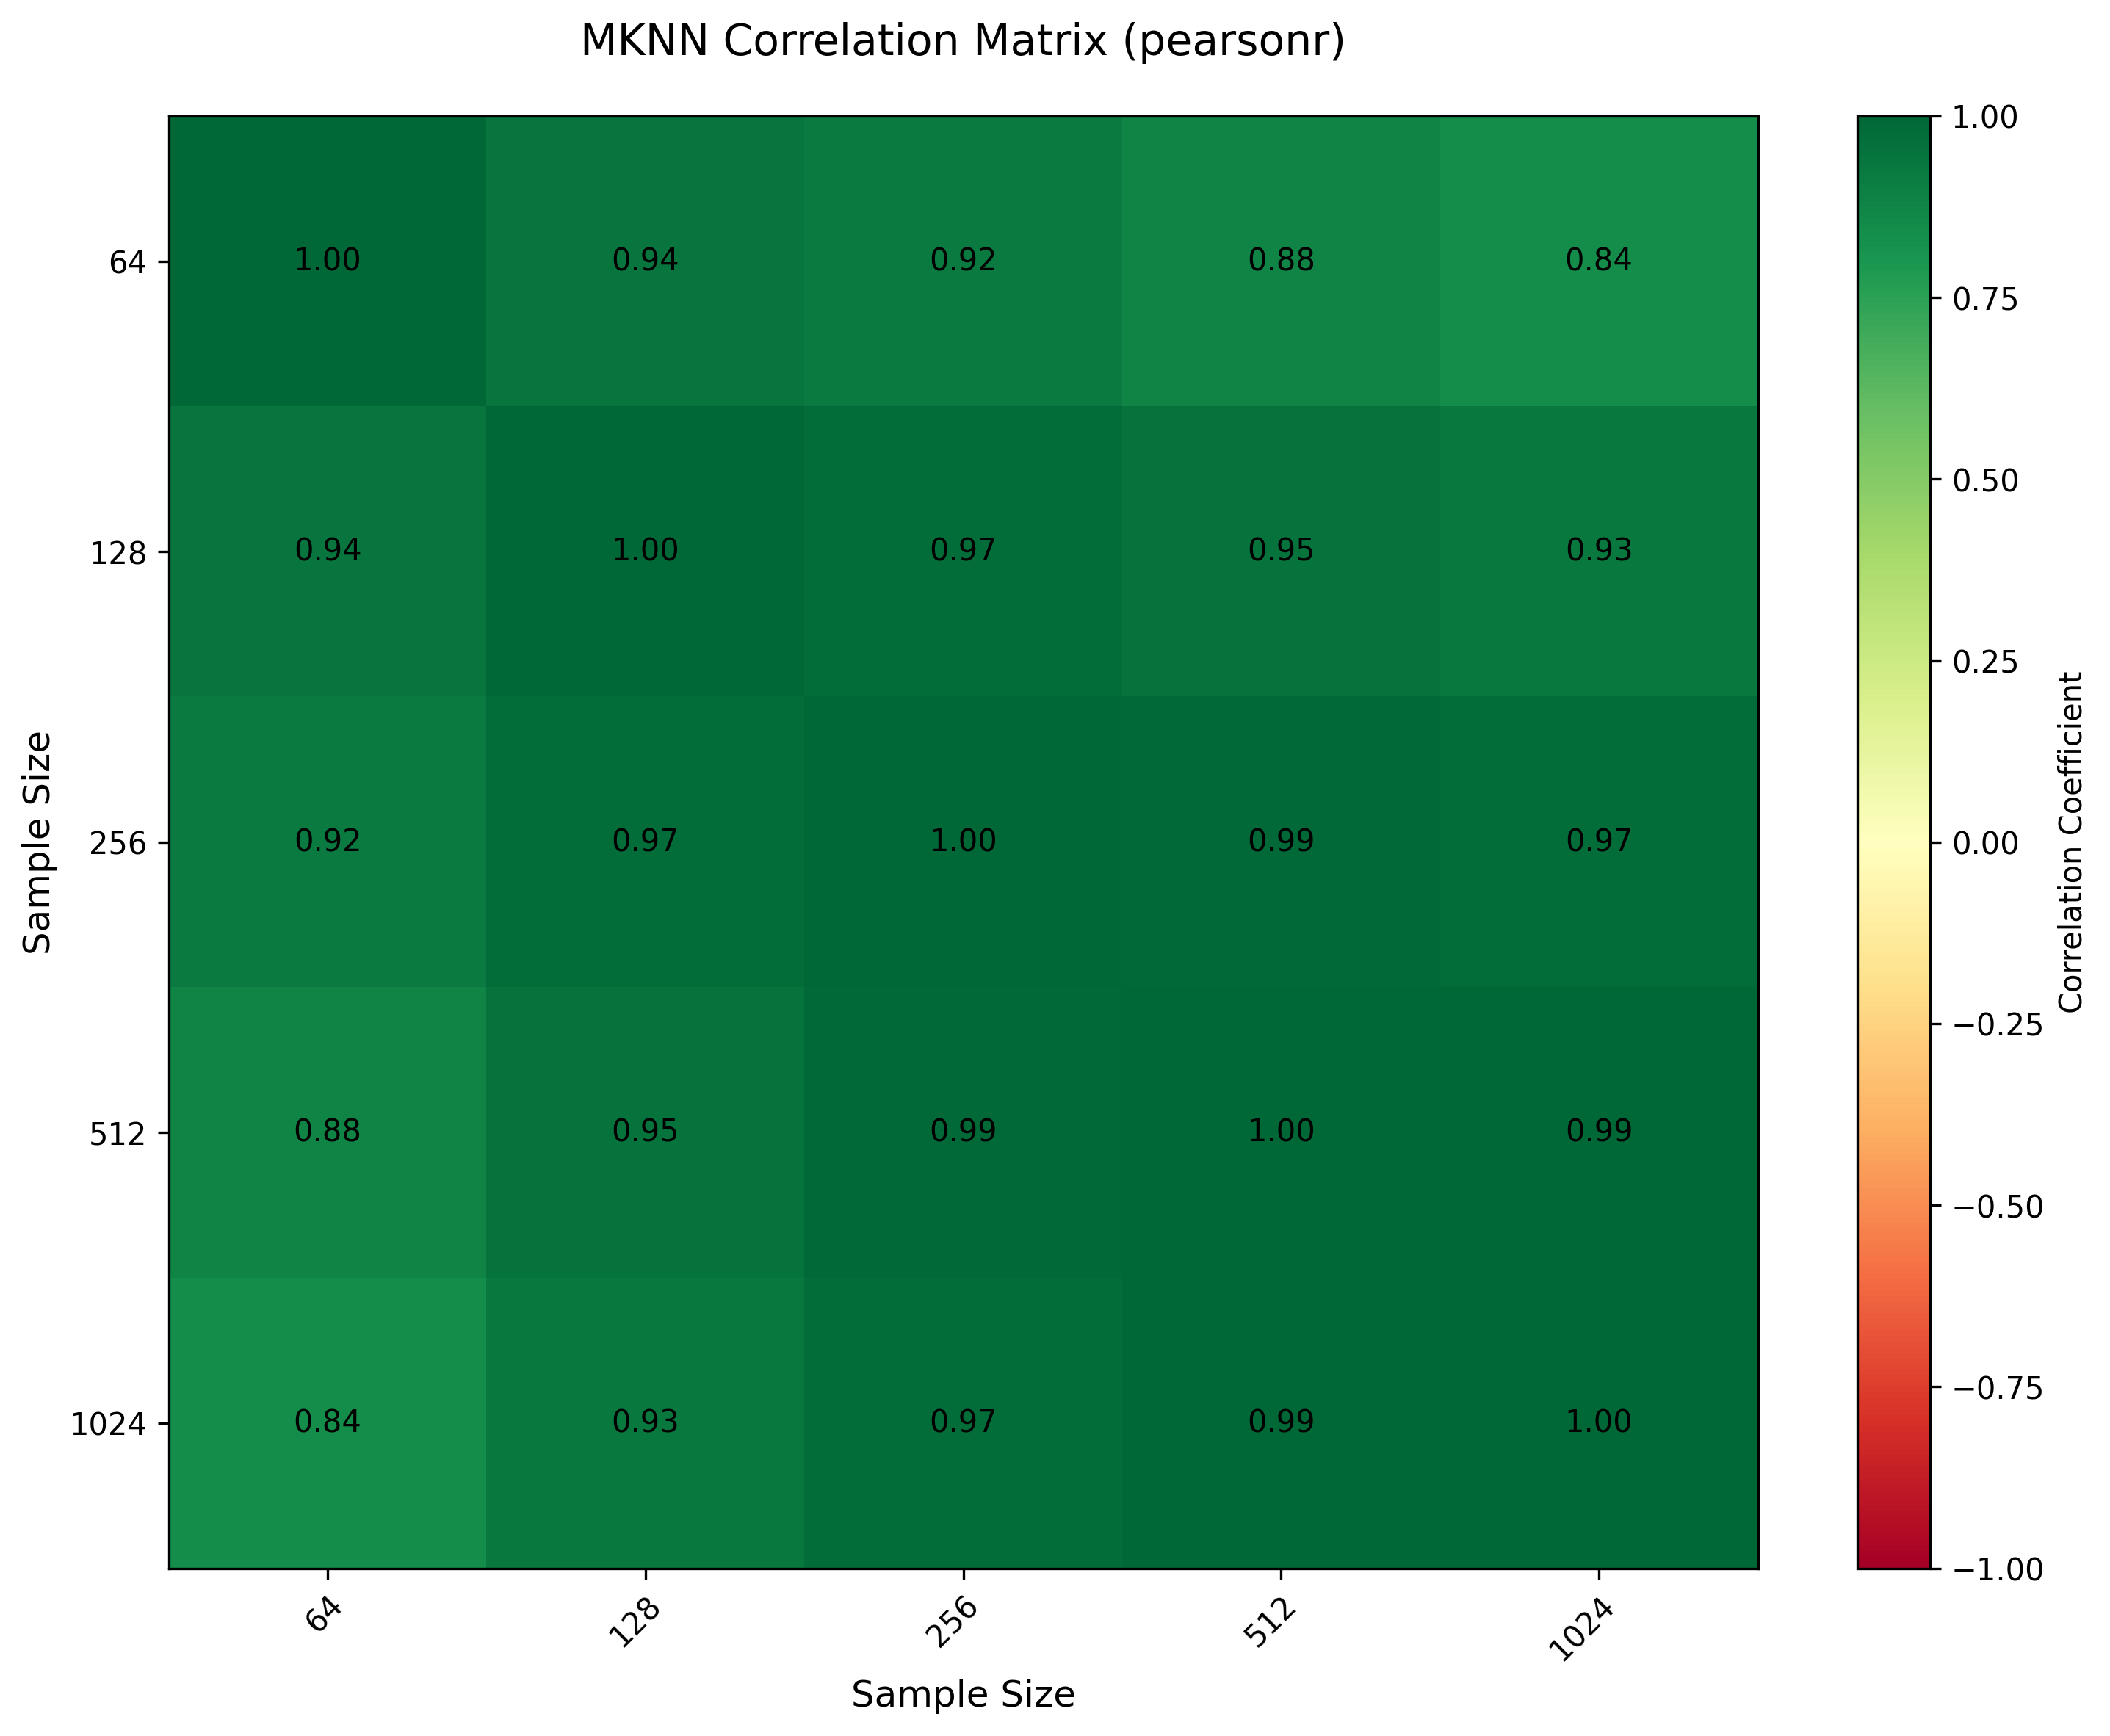 MKNN Correlation Matrix (pearsonr)
1.00
64 1.00 0.94 0.92 0.88 0.84
0.75
0.50
128 0.94 1.00 0.97 0.95 0.93
0.25
Sample Size
256 0.92 0.97 1.00 0.99 0.97
0.00
Correlation Coefficient
−0.25
512 0.88 0.95 0.99 1.00 0.99
−0.50
−0.75
1024 0.84 0.93 0.97 0.99 1.00
−1.00
64 128 256 512 1024
Sample Size